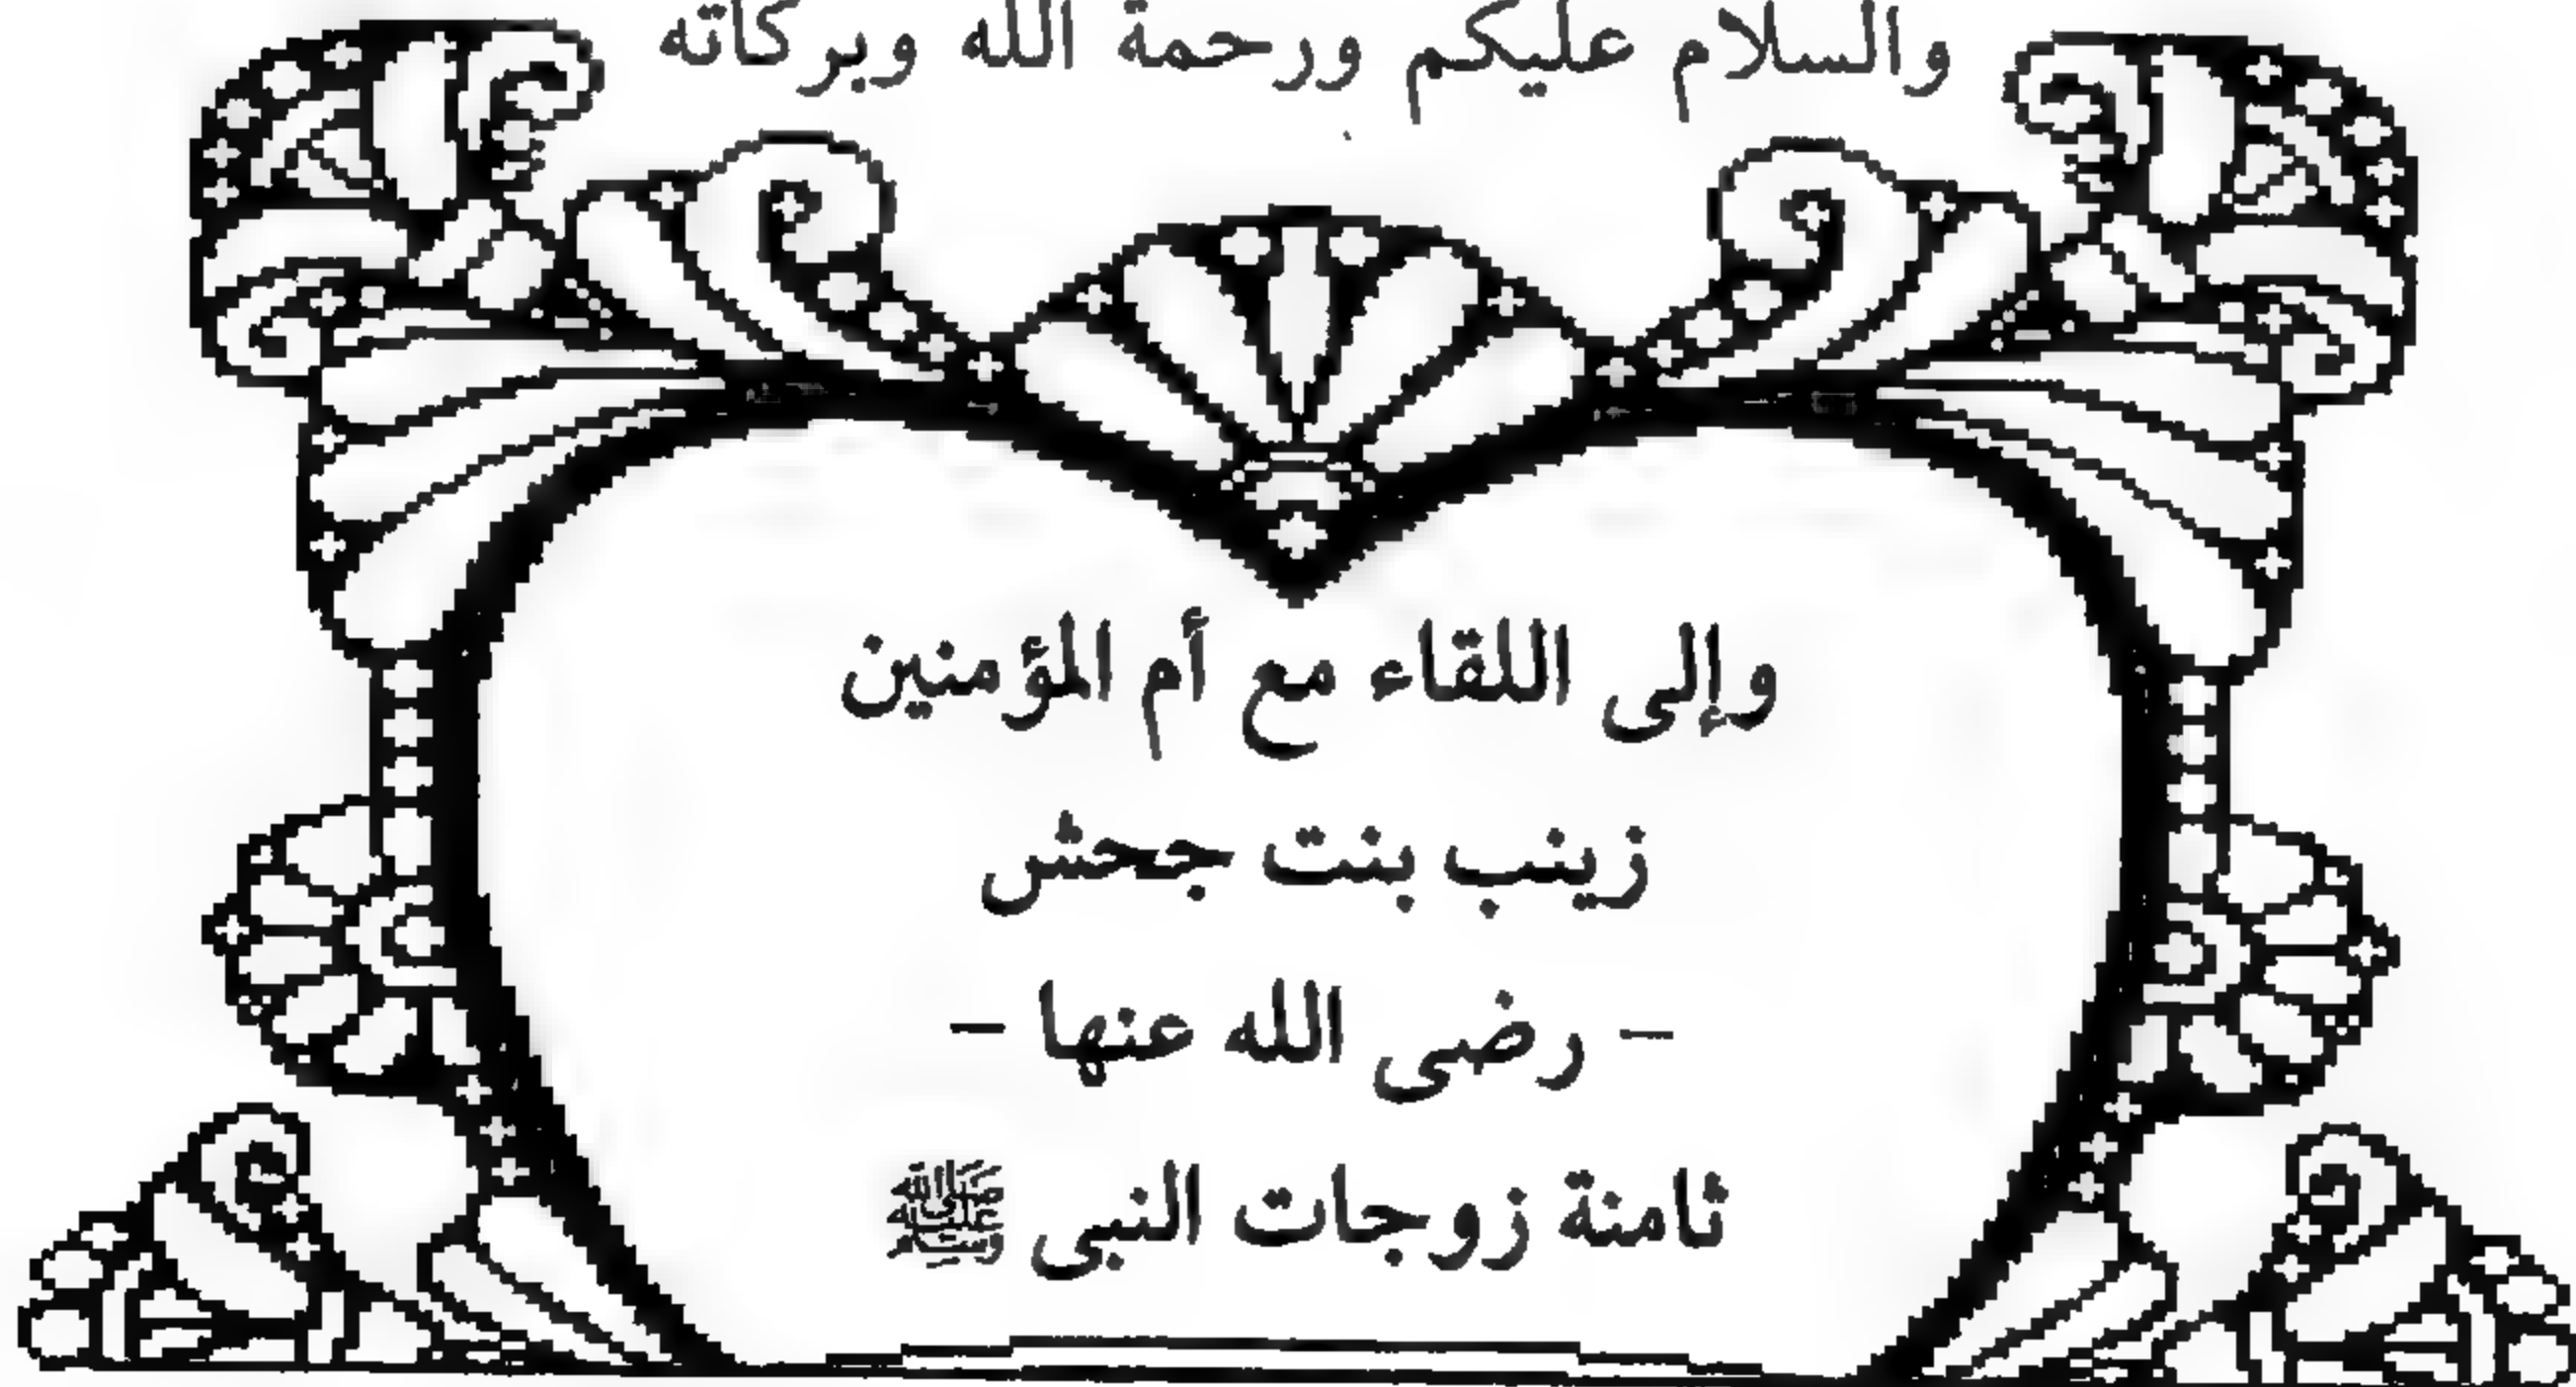 والسلام عليكم ورحمة الله وبركاته
وإلى اللقاء مع أم المؤمنين
زينب بنت جحش
– رضى الله عنها –
ثامنة زوجات النبى ﷺ